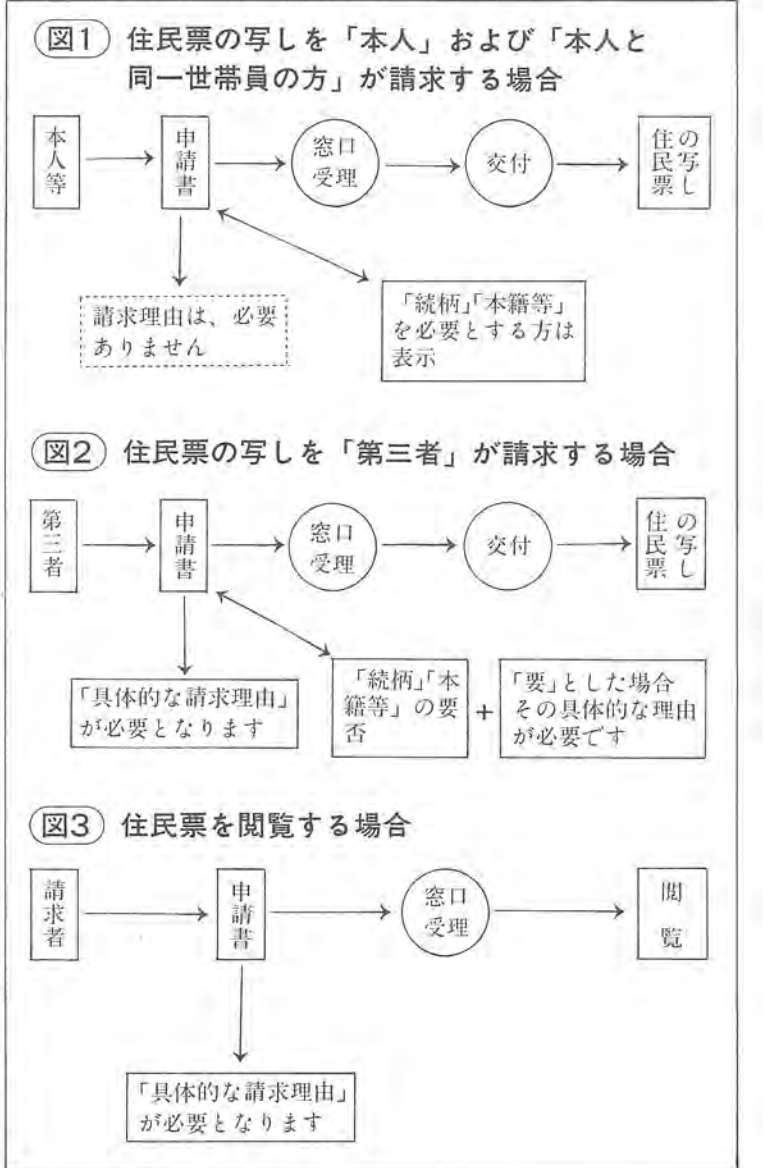 図1 住民票の写しを「本人」および「本人と
同一世帯員の方」が請求する場合
本人等
申請書
窓口
受理
交付
住民票
の写し
請求理由は、必要
ありません
「続柄」「本籍等」
を必要とする方は
表示
図2 住民票の写しを「第三者」が請求する場合
第三者
申請書
窓口
受理
交付
住民票
の写し
「具体的な請求理由」
が必要となります
「続柄」「本
籍等」の要
否
+
「要」とした場合
その具体的な理由
が必要です
図3 住民票を閲覧する場合
請求者
申請書
窓口
受理
閲覧
「具体的な請求理由」
が必要となります